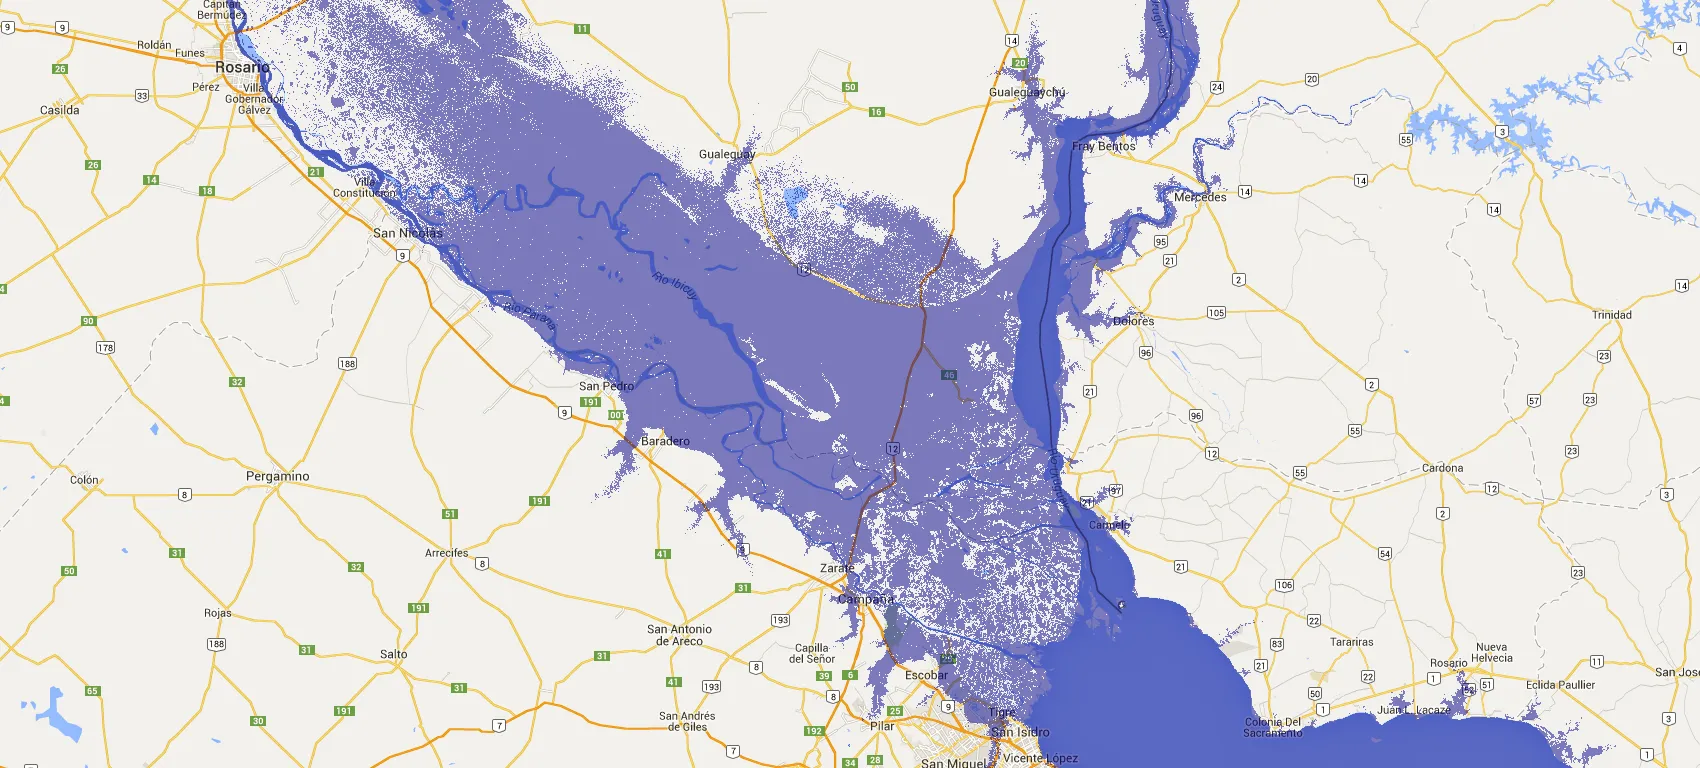 Capitán
Bermúdez
9
9
Roldán
Funes
Rosario
26
Pérez
Villa
Gobernador
Gálvez
33
Casilda
11
14
20
50
16
Gualeguaychú
24
20
4
3
55
Fray Bentos
Gualeguay
26
14
18
21
Villa
Constitución
San Nicolás
9
Mercedes
14
14
14
95
21
2
12
Río Ibicuy
Río Paraná
14
Trinidad
105
Dolores
90
178
188
32
96
23
46
21
2
57
23
San Pedro
191
9
96
55
Baradero
12
12
23
Cardona
55
12
3
Pergamino
Colón
8
191
97
21
Carmelo
2
51
31
Arrecifes
8
41
9
54
21
23
50
32
Zárate
31
106
Campana
191
193
22
Rojas
188
San Antonio
de Areco
83
Tarariras
Capilla
del Señor
Nueva
Helvecia
31
Salto
31
8
Rosario
11
21
Escobar
22
1
51
San José
65
31
41
193
39
6
8
50
Eclida Paullier
191
30
San Andrés
de Giles
25
9
Tigre
1
Juan L. Lacaze
3
7
Pilar
San Isidro
Colonia Del
Sacramento
192
7
34
28
San Miguel
Vicente López
1